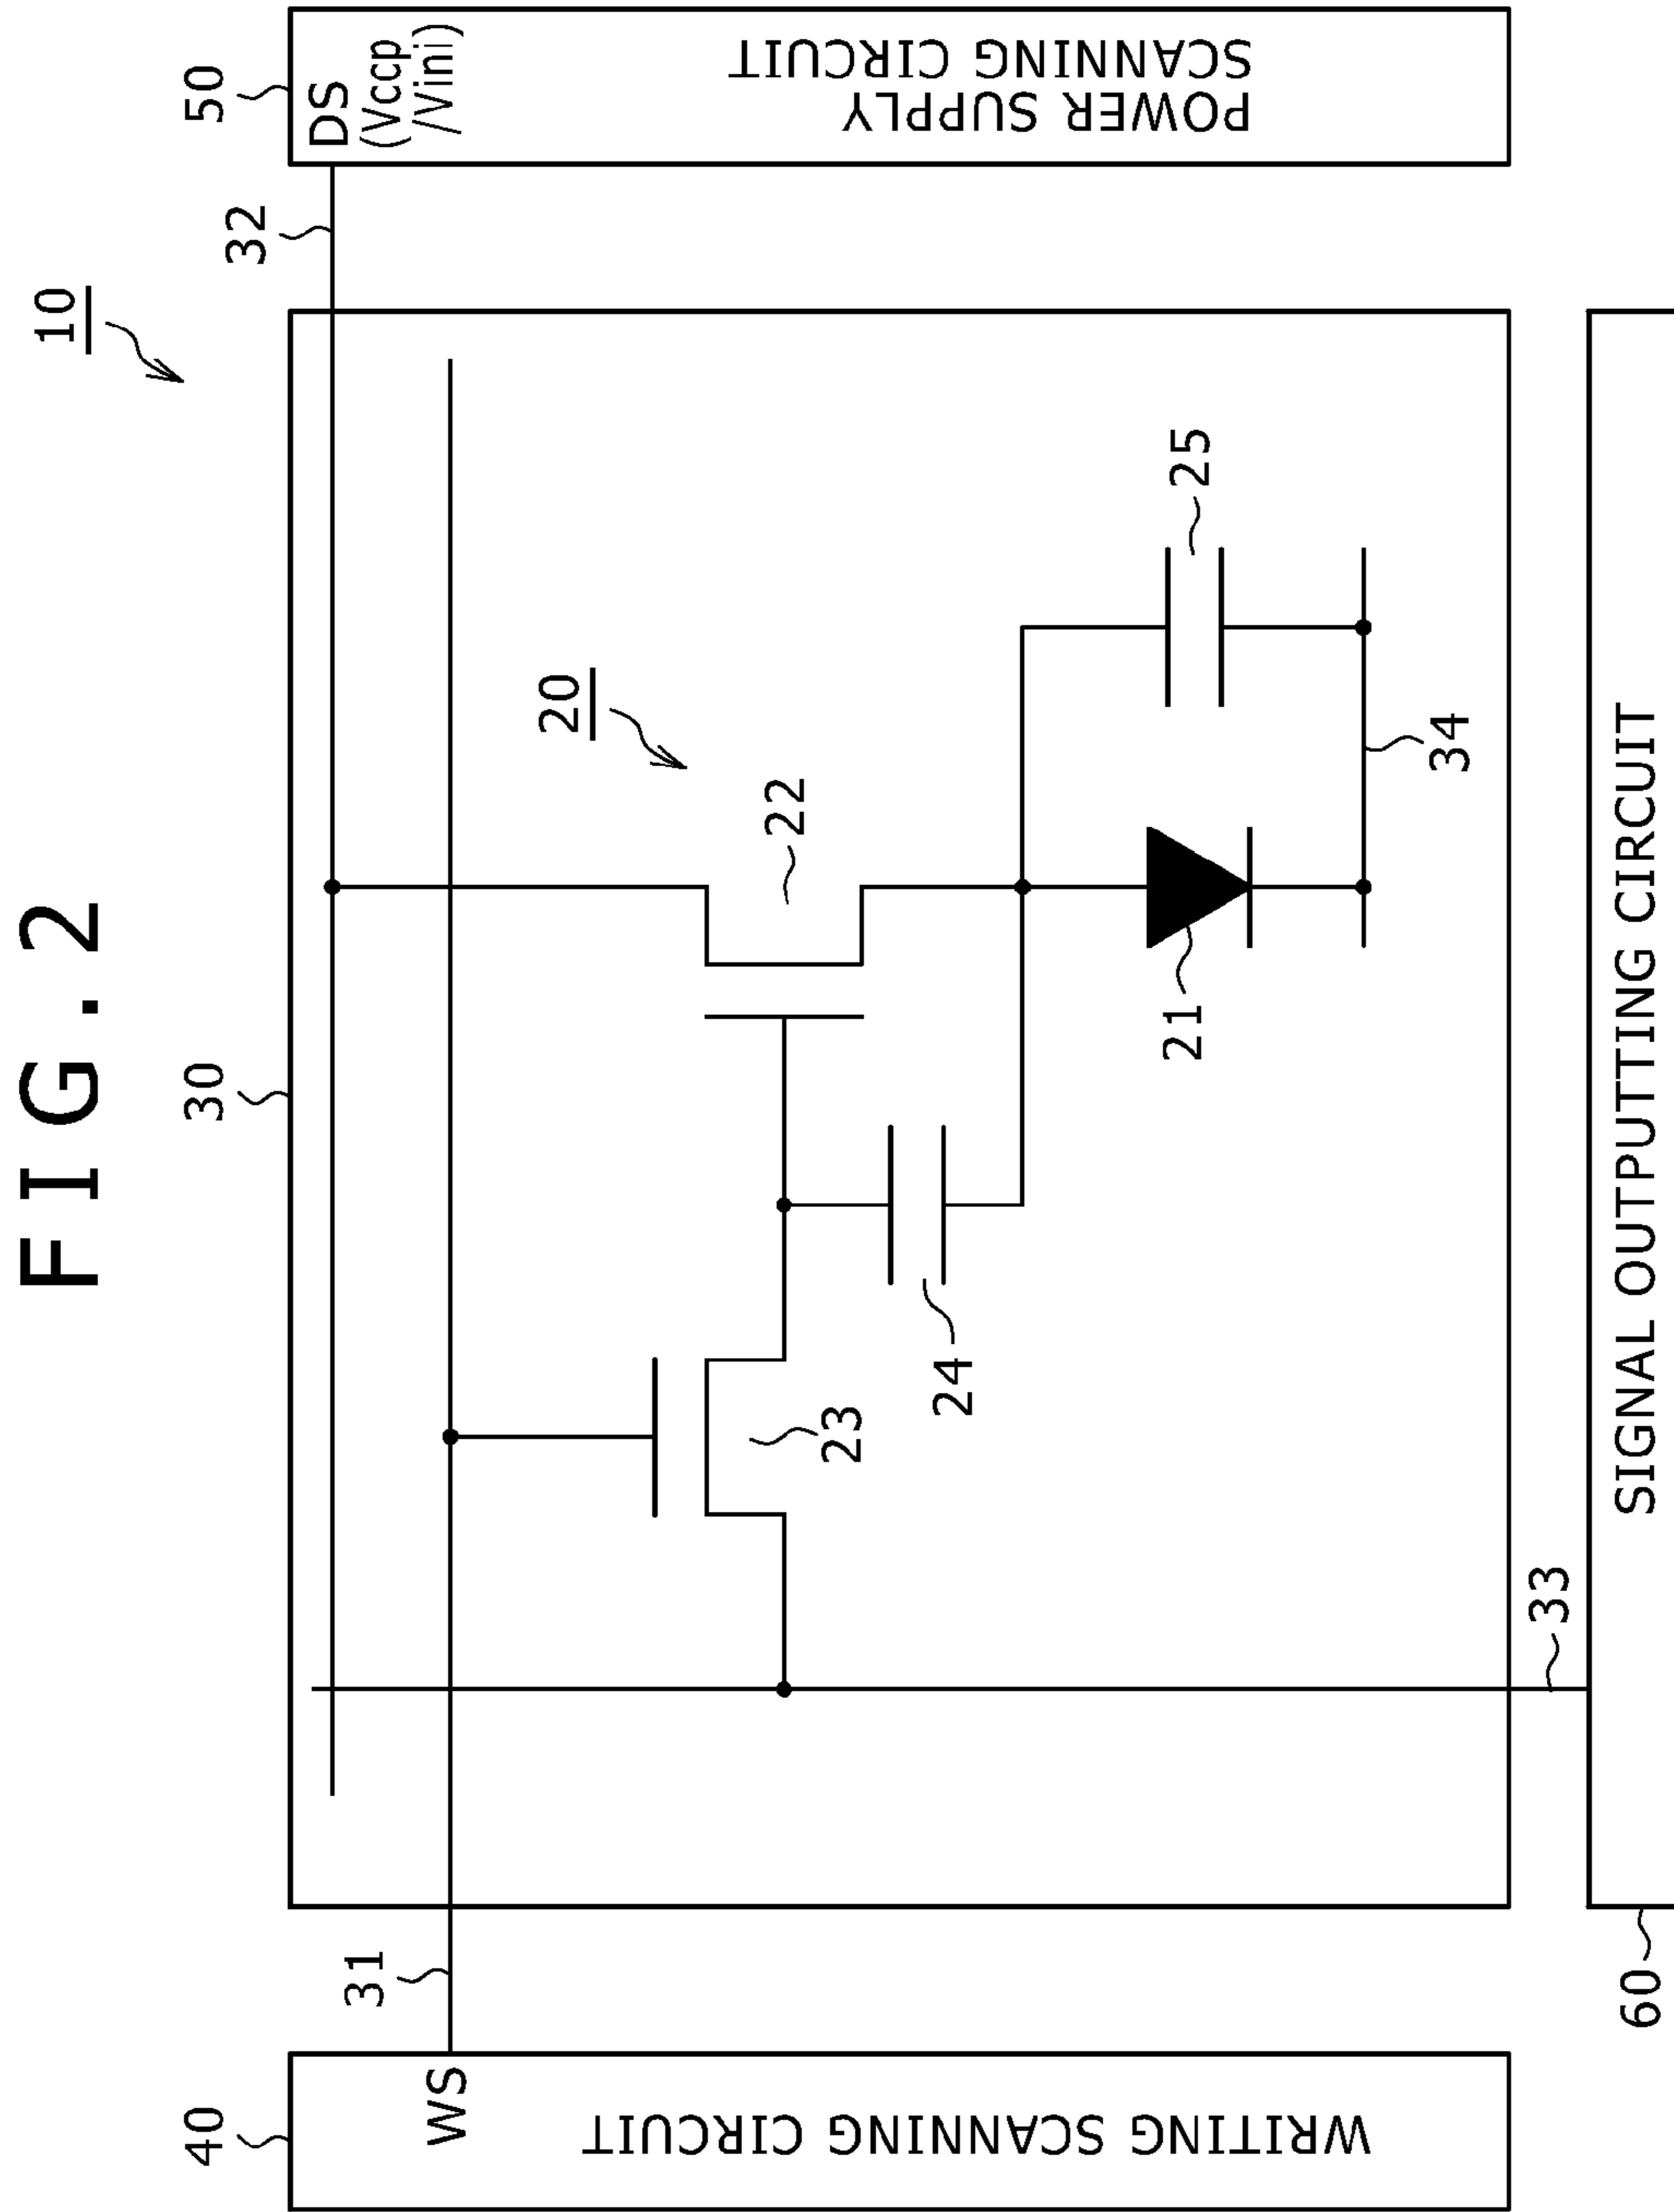 FIG.2
10
30
50
40
31
32
WS
DS
(Vccp
/Vini)
20
22
23
24
25
21
34
33
WRITING SCANNING CIRCUIT
POWER SUPPLY
SCANNING CIRCUIT
60
SIGNAL OUTPUTTING CIRCUIT